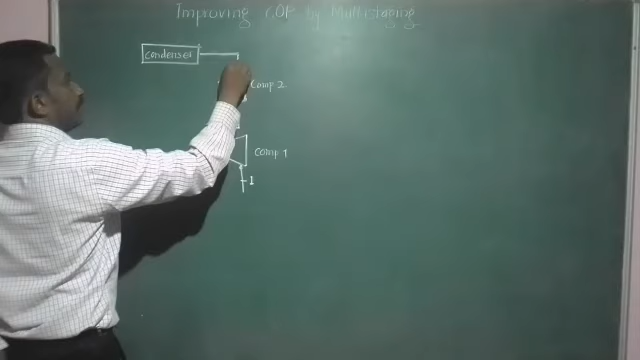 Improving COP by Multistaging
Condenser
Comp 2
Comp 1
1